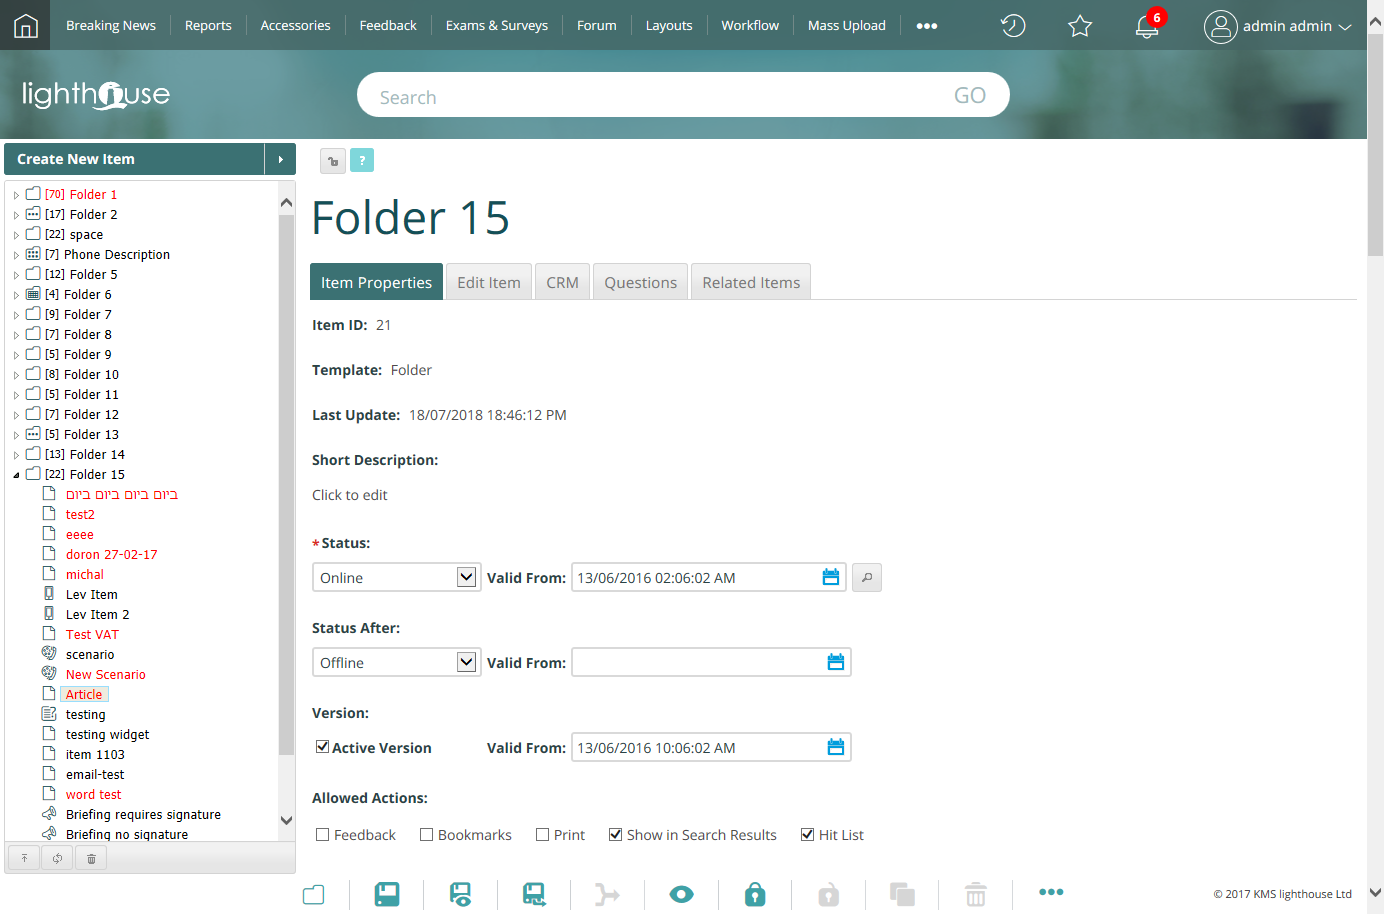 Breaking News Reports Accessories Feedback Exams & Surveys Forum Layouts Workflow Mass Upload ••• 6 admin admin
lighthouse
Search GO
Create New Item
?
[70] Folder 1
[17] Folder 2
[22] space
[7] Phone Description
[12] Folder 5
[4] Folder 6
[9] Folder 7
[7] Folder 8
[5] Folder 9
[8] Folder 10
[5] Folder 11
[7] Folder 12
[5] Folder 13
[13] Folder 14
[22] Folder 15
ביום ביום ביום ביום
test2
eeee
doron 27-02-17
michal
Lev Item
Lev Item 2
Test VAT
scenario
New Scenario
Article
testing
testing widget
item 1103
email-test
word test
Briefing requires signature
Briefing no signature
Folder 15
Item Properties Edit Item CRM Questions Related Items
Item ID: 21
Template: Folder
Last Update: 18/07/2018 18:46:12 PM
Short Description:
Click to edit
* Status:
Online Valid From: 13/06/2016 02:06:02 AM
Status After:
Offline Valid From:
Version:
Active Version Valid From: 13/06/2016 10:06:02 AM
Allowed Actions:
Feedback Bookmarks Print Show in Search Results Hit List
••• © 2017 KMS lighthouse Ltd